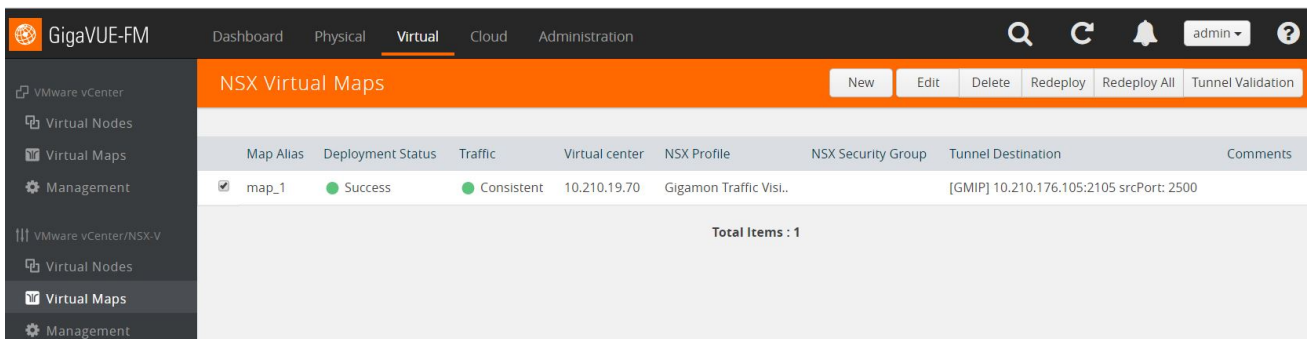 GigaVUE-FM Dashboard Physical Virtual Cloud Administration admin ?
VMware vCenter
Virtual Nodes
Virtual Maps
Management
VMware vCenter/NSX-V
Virtual Nodes
Virtual Maps
Management
NSX Virtual Maps New Edit Delete Redeploy Redeploy All Tunnel Validation
Map Alias Deployment Status Traffic Virtual center NSX Profile NSX Security Group Tunnel Destination Comments
map_1 Success Consistent 10.210.19.70 Gigamon Traffic Visi.. [GMIP] 10.210.176.105:2105 srcPort: 2500
Total Items : 1